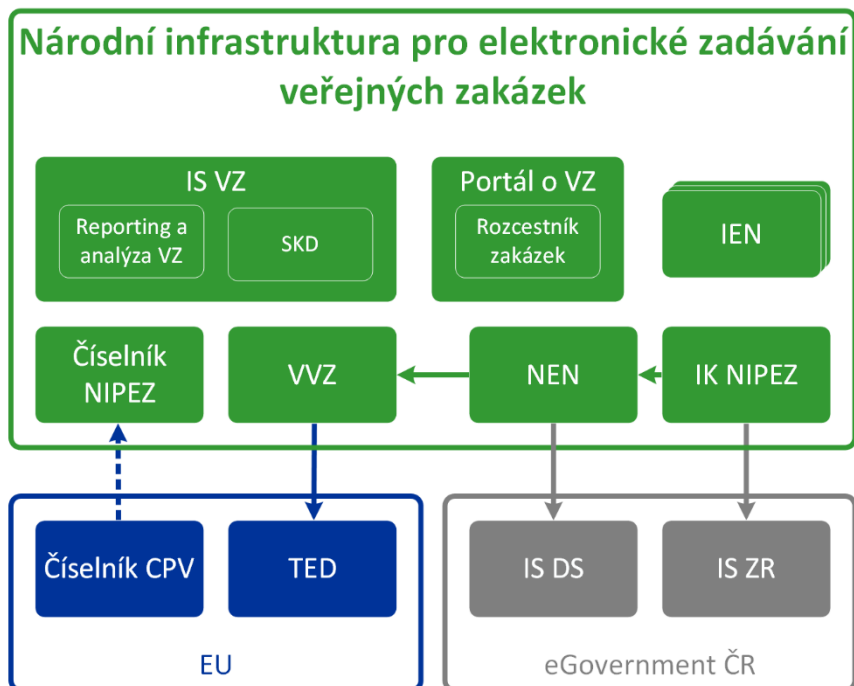 Národní infrastruktura pro elektronické zadávání
veřejných zakázek
IS VZ
Reporting a
analýza VZ
SKD
Portál o VZ
Rozcestník
zakázek
IEN
Číselník
NIPEZ
VVZ
NEN
IK NIPEZ
Číselník CPV
TED
EU
IS DS
IS ZR
eGovernment ČR